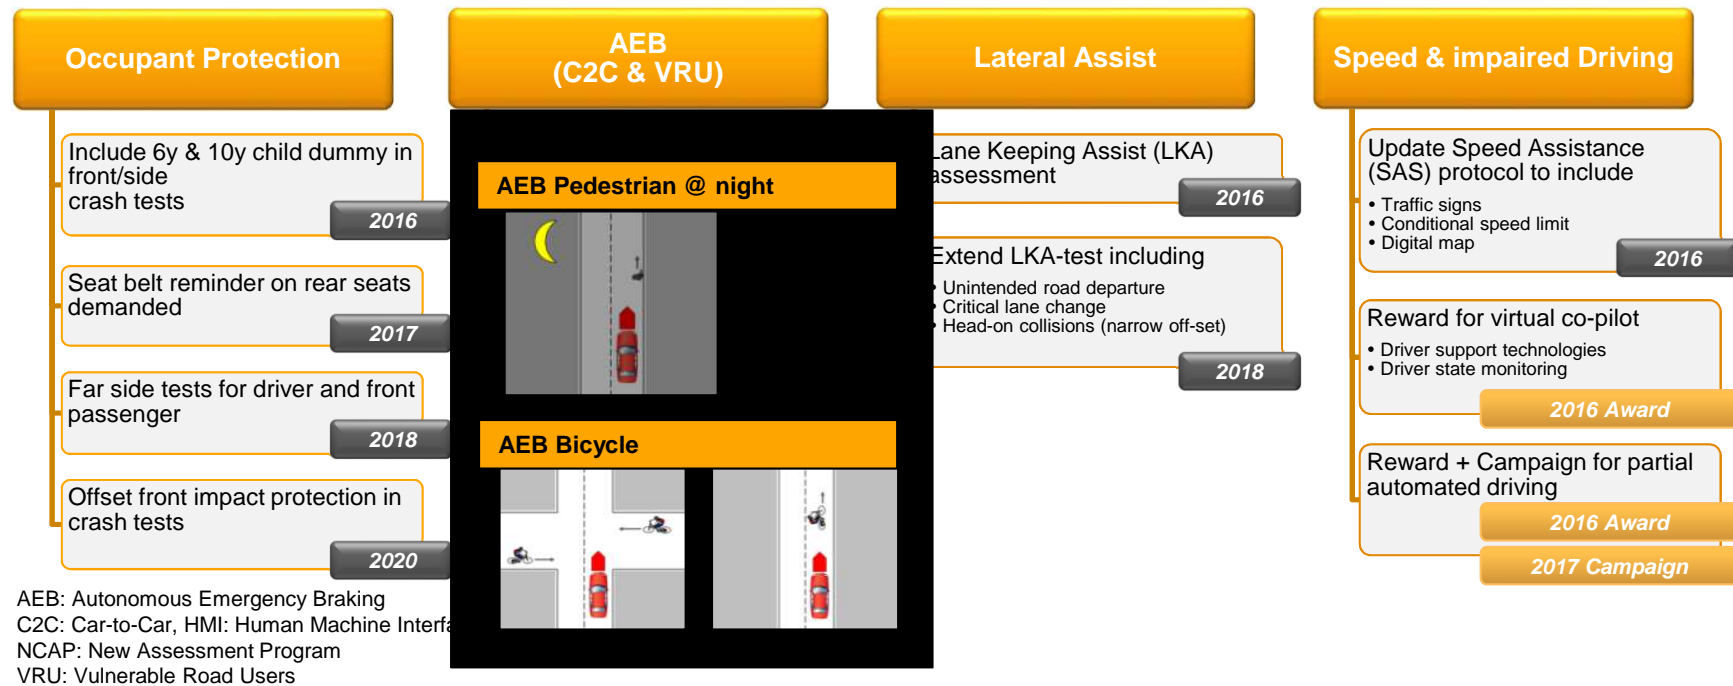 Occupant Protection
Include 6y & 10y child dummy in
front/side
crash tests
2016
Seat belt reminder on rear seats
demanded
2017
Far side tests for driver and front
passenger
2018
Offset front impact protection in
crash tests
2020
AEB
(C2C & VRU)
AEB Pedestrian @ night
AEB Bicycle
Lateral Assist
Lane Keeping Assist (LKA)
assessment
2016
Extend LKA-test including
• Unintended road departure
• Critical lane change
• Head-on collisions (narrow off-set)
2018
Speed & impaired Driving
Update Speed Assistance
(SAS) protocol to include
• Traffic signs
• Conditional speed limit
• Digital map
2016
Reward for virtual co-pilot
• Driver support technologies
• Driver state monitoring
2016 Award
Reward + Campaign for partial
automated driving
2016 Award
2017 Campaign
AEB: Autonomous Emergency Braking
C2C: Car-to-Car, HMI: Human Machine
NCAP: New Assessment Program
VRU: Vulnerable Road Users